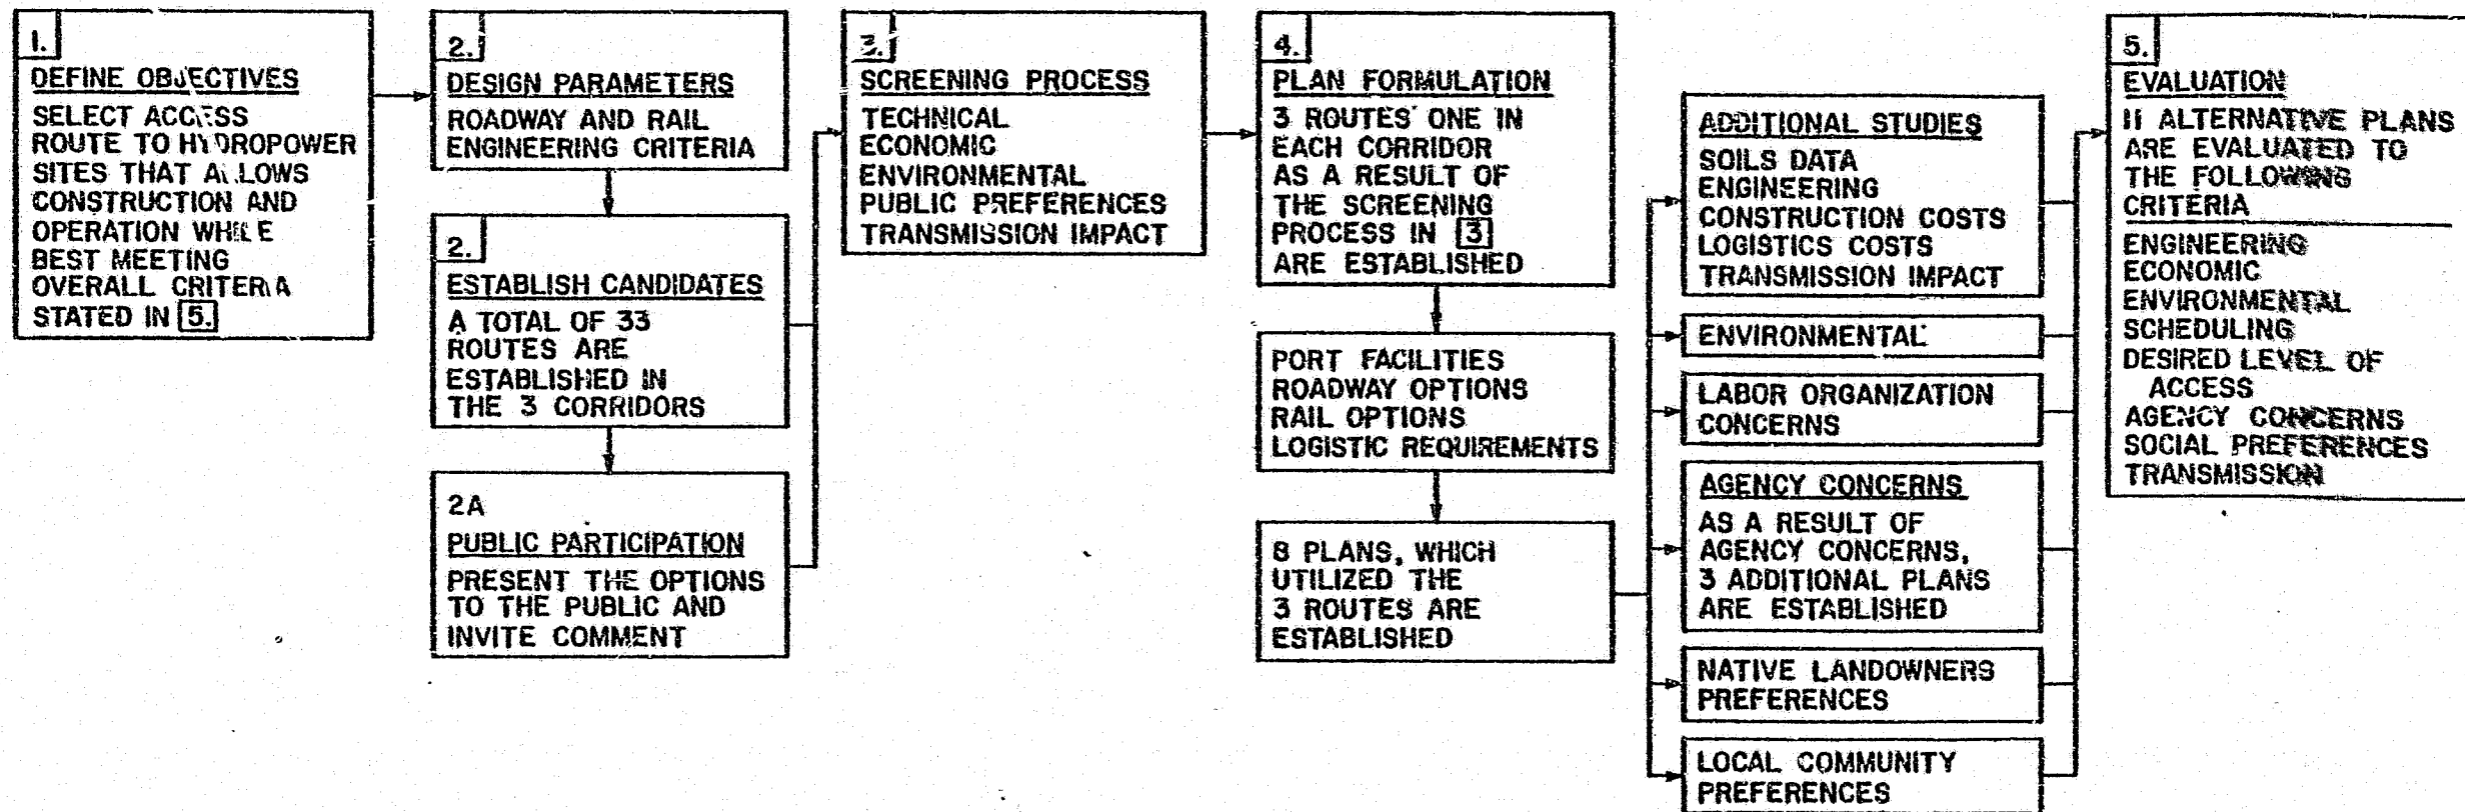 1.
DEFINE OBJECTIVES
SELECT ACCESS
ROUTE TO HYDROPOWER
SITES THAT ALLOWS
CONSTRUCTION AND
OPERATION WHILE
BEST MEETING
OVERALL CRITERIA
STATED IN 5.
2.
DESIGN PARAMETERS
ROADWAY AND RAIL
ENGINEERING CRITERIA
2.
ESTABLISH CANDIDATES
A TOTAL OF 33
ROUTES ARE
ESTABLISHED IN
THE 3 CORRIDORS
2A
PUBLIC PARTICIPATION
PRESENT THE OPTIONS
TO THE PUBLIC AND
INVITE COMMENT
3.
SCREENING PROCESS
TECHNICAL
ECONOMIC
ENVIRONMENTAL
PUBLIC PREFERENCES
TRANSMISSION IMPACT
4.
PLAN FORMULATION
3 ROUTES ONE IN
EACH CORRIDOR
AS A RESULT OF
THE SCREENING
PROCESS IN 3
ARE ESTABLISHED
PORT FACILITIES
ROADWAY OPTIONS
RAIL OPTIONS
LOGISTIC REQUIREMENTS
8 PLANS, WHICH
UTILIZED THE
3 ROUTES ARE
ESTABLISHED
ADDITIONAL STUDIES
SOILS DATA
ENGINEERING
CONSTRUCTION COSTS
LOGISTICS COSTS
TRANSMISSION IMPACT
ENVIRONMENTAL
LABOR ORGANIZATION
CONCERNS
AGENCY CONCERNS
AS A RESULT OF
AGENCY CONCERNS,
3 ADDITIONAL PLANS
ARE ESTABLISHED
NATIVE LANDOWNERS
PREFERENCES
LOCAL COMMUNITY
PREFERENCES
5.
EVALUATION
11 ALTERNATIVE PLANS
ARE EVALUATED TO
THE FOLLOWING
CRITERIA
ENGINEERING
ECONOMIC
ENVIRONMENTAL
SCHEDULING
DESIRED LEVEL OF
ACCESS
AGENCY CONCERNS
SOCIAL PREFERENCES
TRANSMISSION